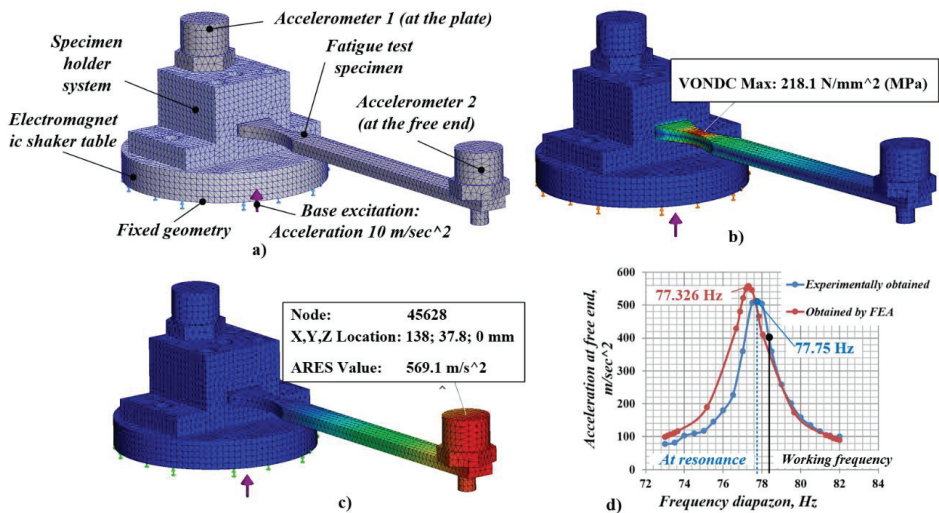 a)
Accelerometer 1 (at the plate)
Specimen
holder
system
Fatigue test
specimen
Accelerometer 2
(at the free end)
Electromagnet
ic shaker table
Base excitation:
Acceleration 10 m/sec^2
Fixed geometry
a)
VONDC Max: 218.1 N/mm^2 (MPa)
b)
Node: 45628
X,Y,Z Location: 138; 37.8; 0 mm
ARES Value: 569.1 m/s^2
^
c)
600
500
400
300
200
100
0
Acceleration at free end,
m/sec^2
77.326 Hz
Experimentally obtained
Obtained by FEA
77.75 Hz
At resonance
Working frequency
72 74 76 78 80 82 84
Frequency diapazon, Hz
d)